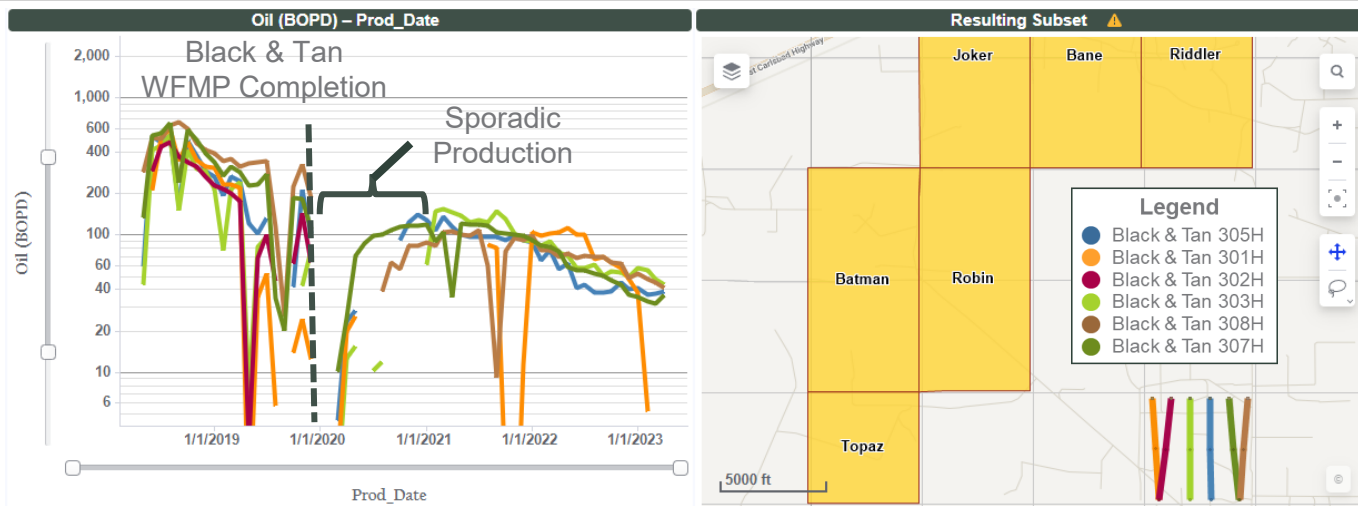 Oil (BOPD) – Prod_Date
Black & Tan
WFMP Completion
Sporadic
Production
2,000
1,000
600
400
200
100
60
40
20
10
6
Oil (BOPD)
1/1/2019
1/1/2020
1/1/2021
1/1/2022
1/1/2023
Prod_Date
Resulting Subset
Carlsbad Highway
Joker
Bane
Riddler
Batman
Robin
Topaz
Legend
Black & Tan 305H
Black & Tan 301H
Black & Tan 302H
Black & Tan 303H
Black & Tan 308H
Black & Tan 307H
5000 ft
©